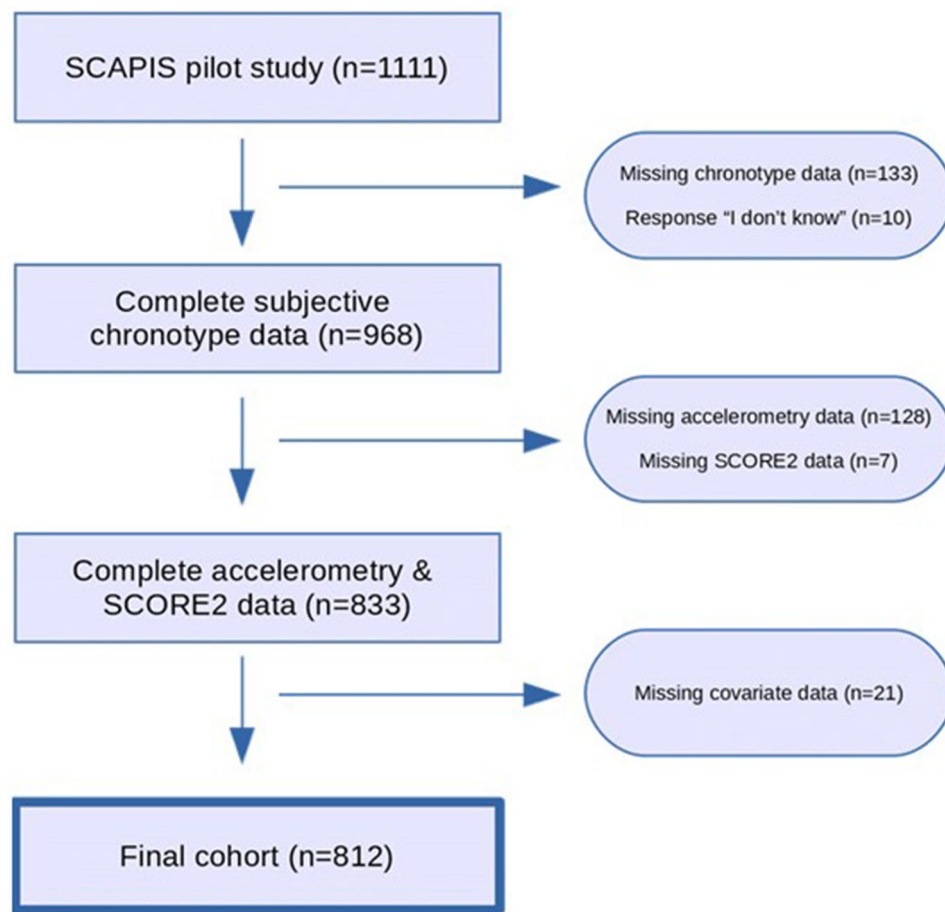 SCAPIS pilot study (n=1111)
Missing chronotype data (n=133)
Response “I don’t know” (n=10)
Complete subjective
chronotype data (n=968)
Missing accelerometry data (n=128)
Missing SCORE2 data (n=7)
Complete accelerometry &
SCORE2 data (n=833)
Missing covariate data (n=21)
Final cohort (n=812)